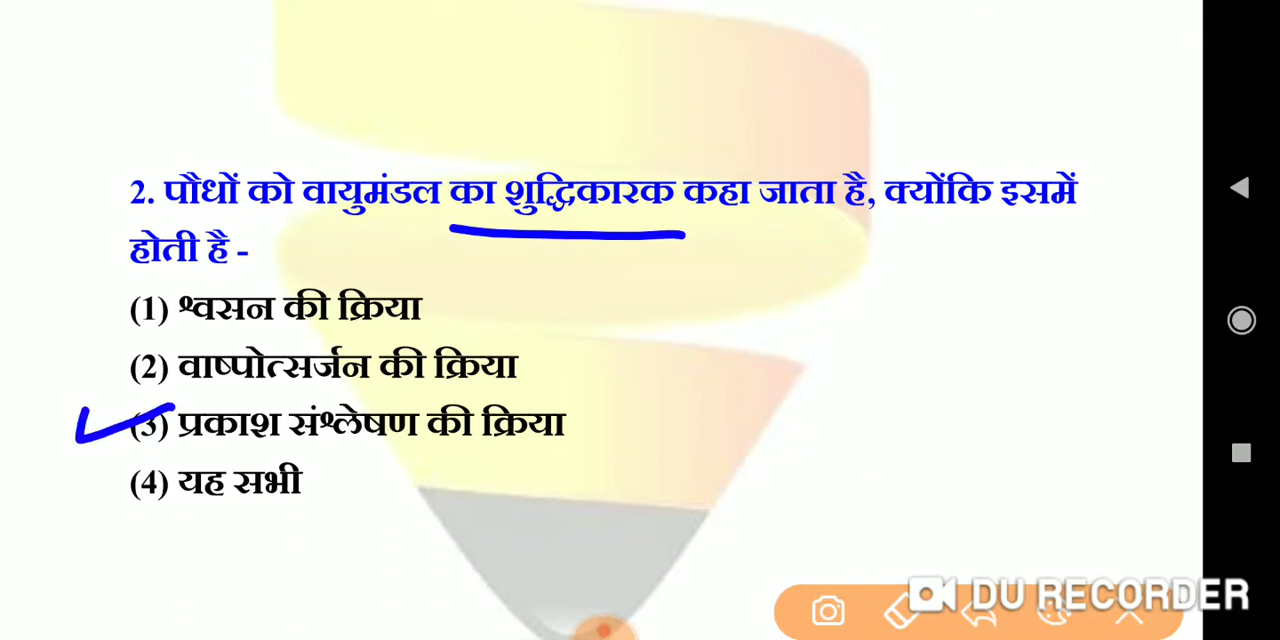 2. पौधों को वायुमंडल का शुद्धिकारक कहा जाता है, क्योंकि इसमें
होती है -
(1) श्वसन की क्रिया
(2) वाष्पोत्सर्जन की क्रिया
(3) प्रकाश संश्लेषण की क्रिया
(4) यह सभी
DU RECORDER